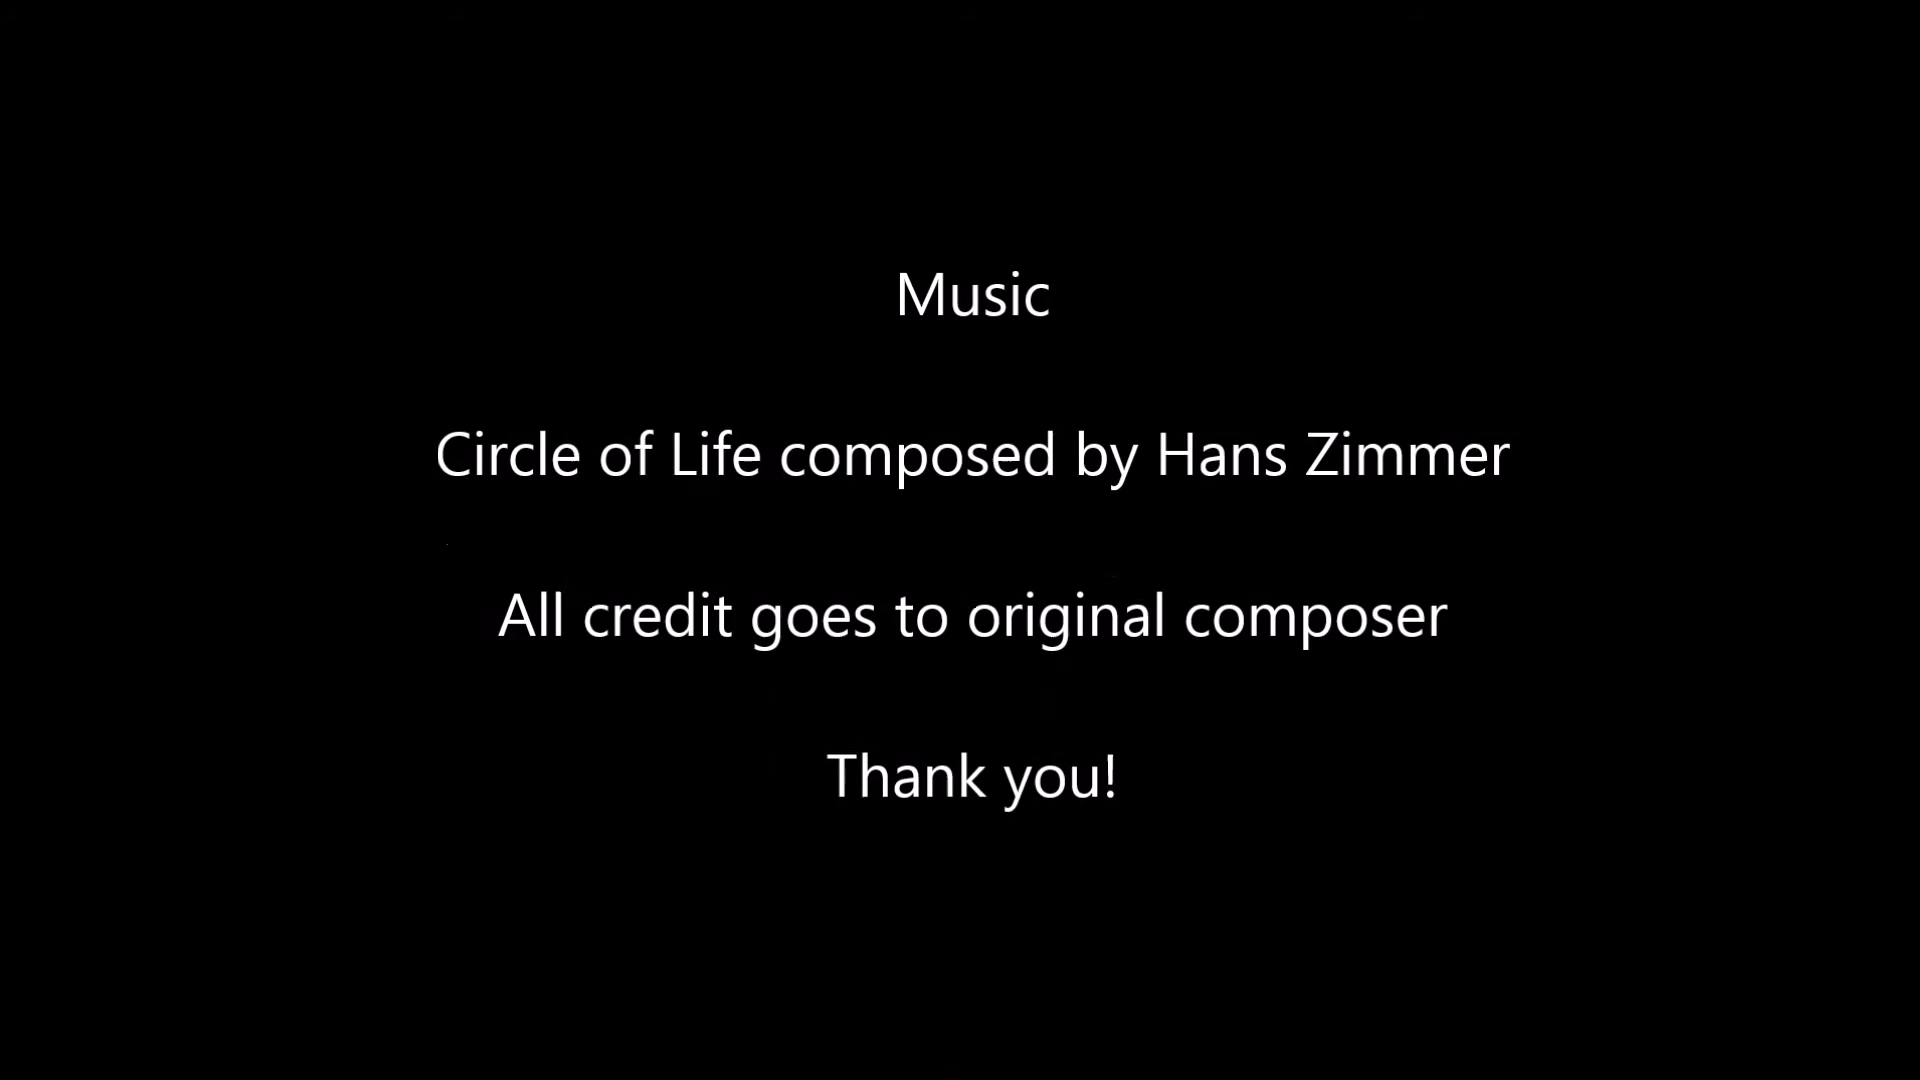 Music
Circle of Life composed by Hans Zimmer
All credit goes to original composer
Thank you!